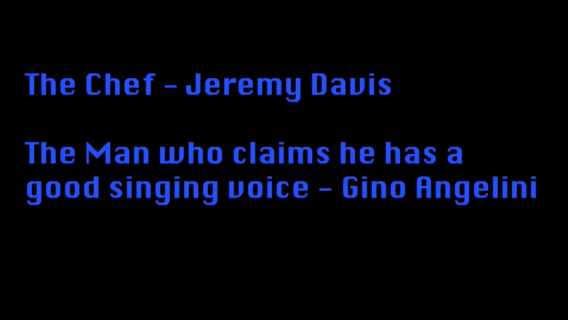 The Chef - Jeremy Davis
The Man who claims he has a
good singing voice - Gino Angelini